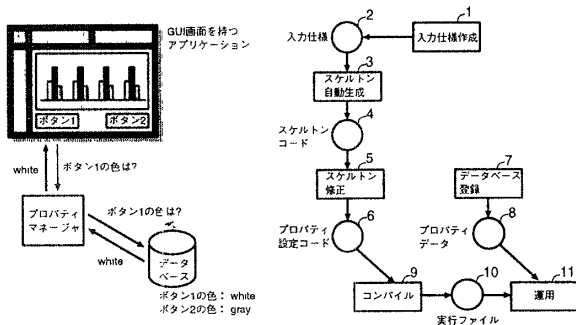 GUI画面を持つ
アプリケーション
ボタン1
ボタン2
white
ボタン1の色は?
プロパティ
マネージャ
ボタン1の色は?
white
データ
ベース
ボタン1の色: white
ボタン2の色: gray
1
入力仕様作成
2
入力仕様
3
スケルトン
自動生成
4
スケルトン
コード
5
スケルトン
修正
6
プロパティ
設定コード
7
データベース
登録
8
プロパティ
データ
9
コンパイル
10
実行ファイル
11
運用